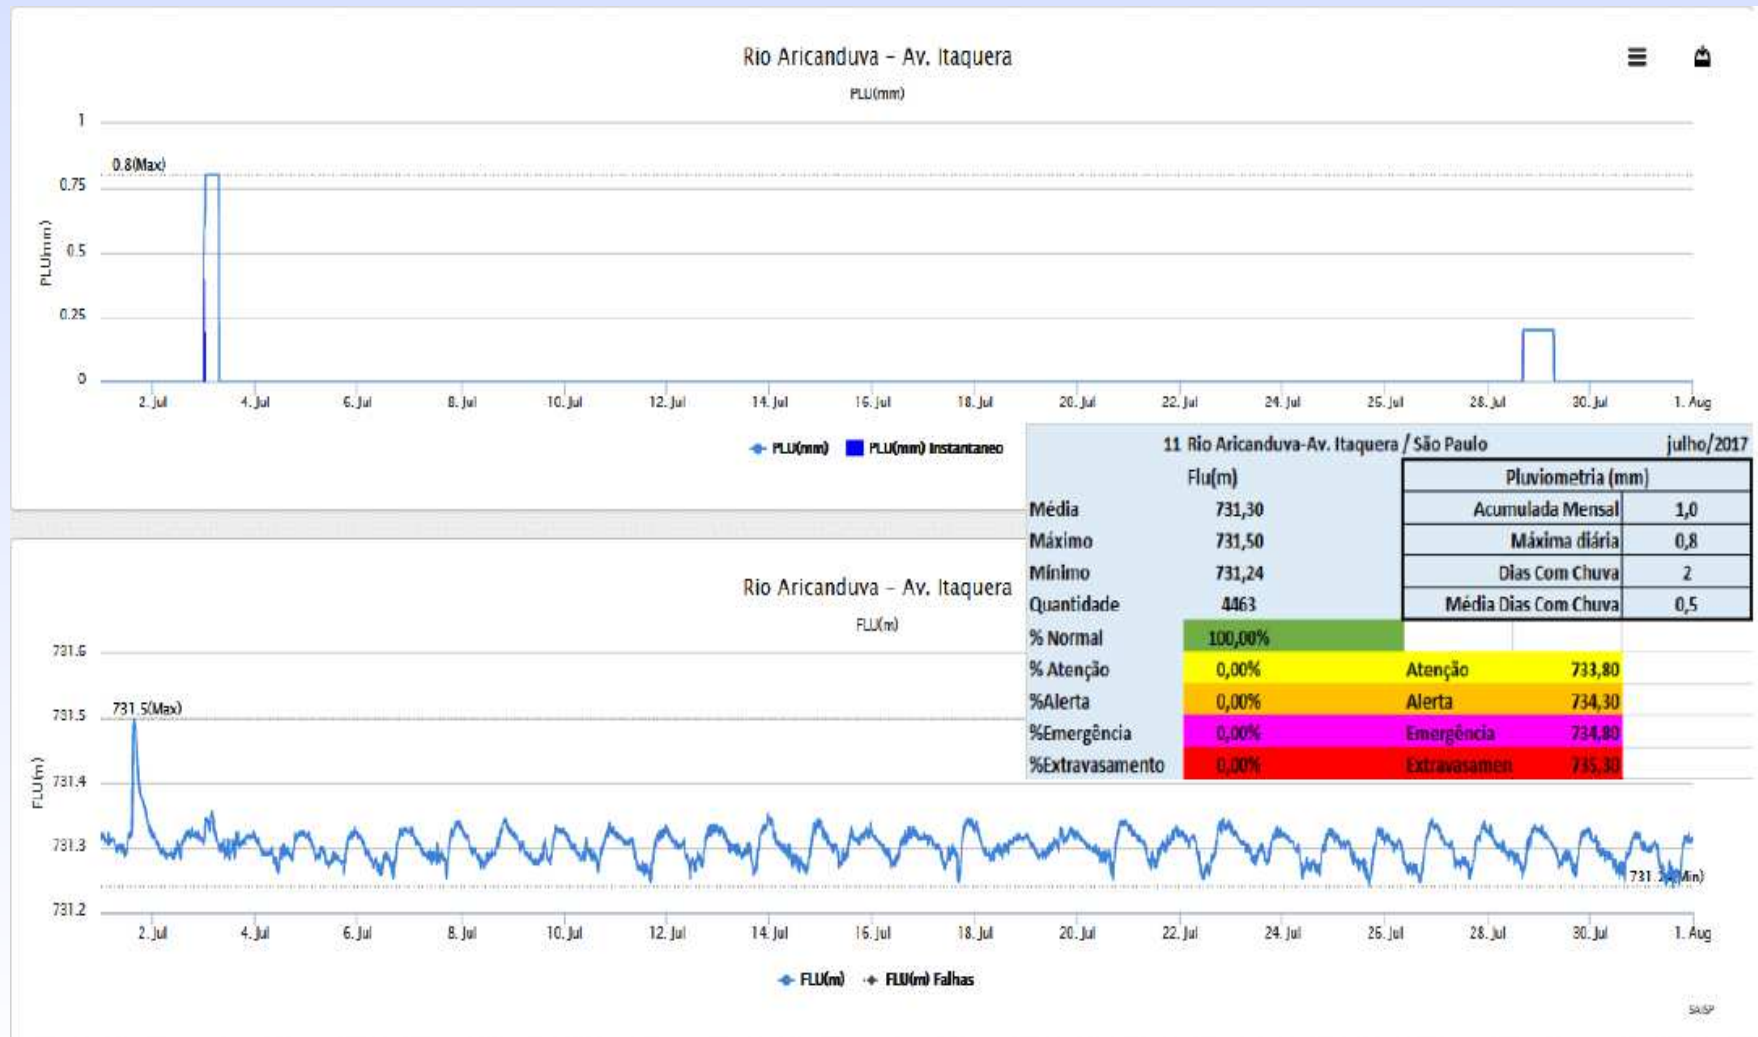 Rio Aricanduva - Av. Itaquera
PLU(mm)
1
0.8(Max)
0.75
0.5
0.25
0
PLU(mm)
2. Jul 4. Jul 6. Jul 8. Jul 10. Jul 12. Jul 14. Jul 16. Jul 18. Jul 20. Jul 22. Jul 24. Jul 26. Jul 28. Jul 30. Jul 1. Aug
PLU(mm) PLU(mm) Instantaneo
11 Rio Aricanduva-Av. Itaquera / São Paulo julho/2017
Flu(m) Pluviometria (mm)
Média 731,30 Acumulada Mensal 1,0
Máximo 731,50 Máxima diária 0,8
Mínimo 731,24 Dias Com Chuva 2
Quantidade 4463 Média Dias Com Chuva 0,5
% Normal 100,00%
% Atenção 0,00% Atenção 733,80
%Alerta 0,00% Alerta 734,30
%Emergência 0,00% Emergência 734,80
%Extravasamento 0,00% Extravasamen 735,30
Rio Aricanduva - Av. Itaquera
FLU(m)
731.6
731.5
731.5(Max)
731.4
731.3
731.2
FLU(m)
2. Jul 4. Jul 6. Jul 8. Jul 10. Jul 12. Jul 14. Jul 16. Jul 18. Jul 20. Jul 22. Jul 24. Jul 26. Jul 28. Jul 30. Jul 1. Aug
FLU(m) FLU(m) Falhas
SAISP